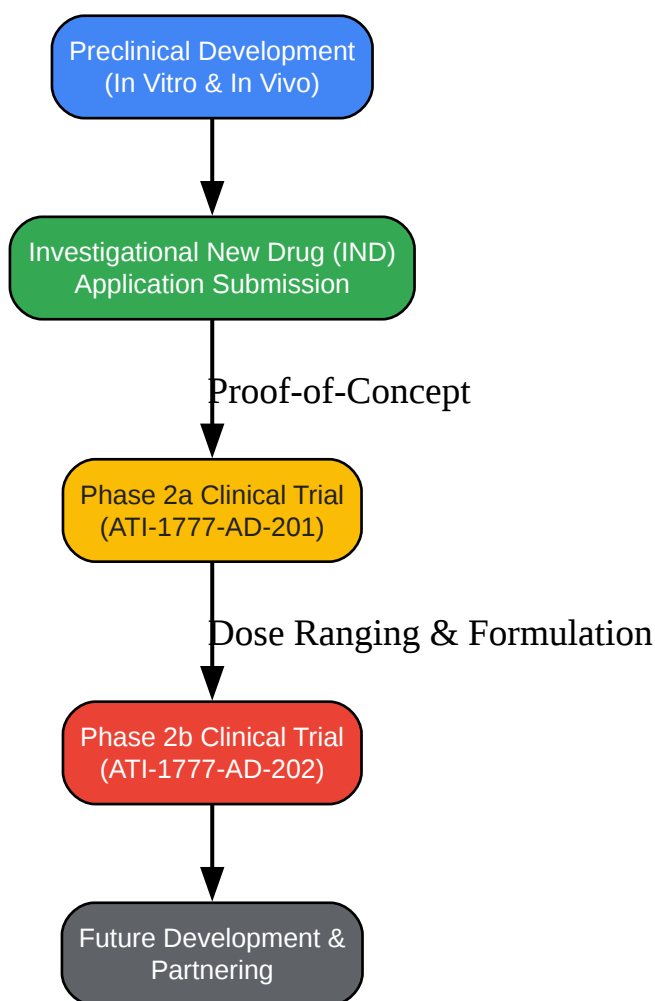 Preclinical Development
(In Vitro & In Vivo)
Investigational New Drug (IND)
Application Submission
Proof-of-Concept
Phase 2a Clinical Trial
(ATI-1777-AD-201)
Dose Ranging & Formulation
Phase 2b Clinical Trial
(ATI-1777-AD-202)
Future Development &
Partnering